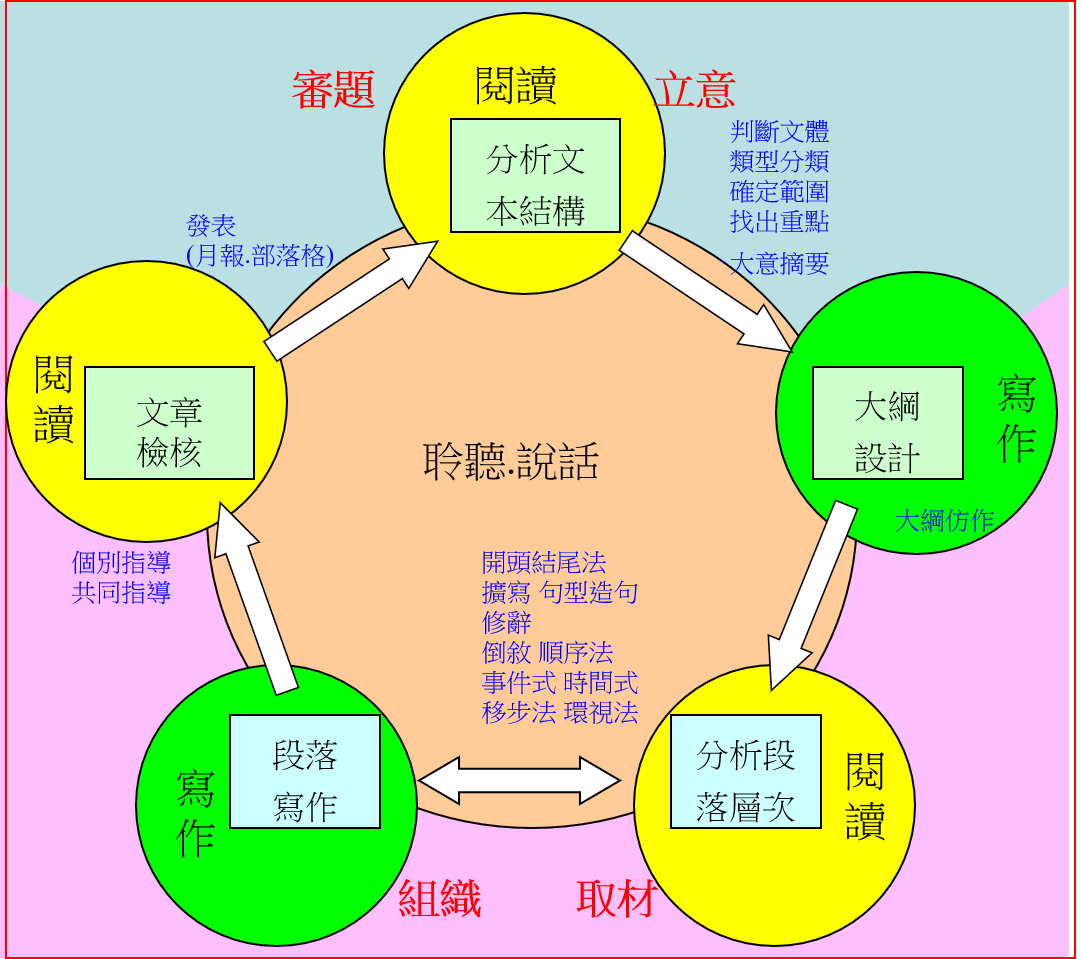 審題
閱讀
立意
分析文
本結構
判斷文體
類型分類
確定範圍
找出重點
大意摘要
發表
(月報.部落格)
閱
讀
文章
檢核
大綱
設計
寫
作
大綱仿作
聆聽.說話
個別指導
共同指導
開頭結尾法
擴寫 句型造句
修辭
倒敘 順序法
事件式 時間式
移步法 環視法
段落
寫作
寫
作
分析段
落層次
閱
讀
組織
取材